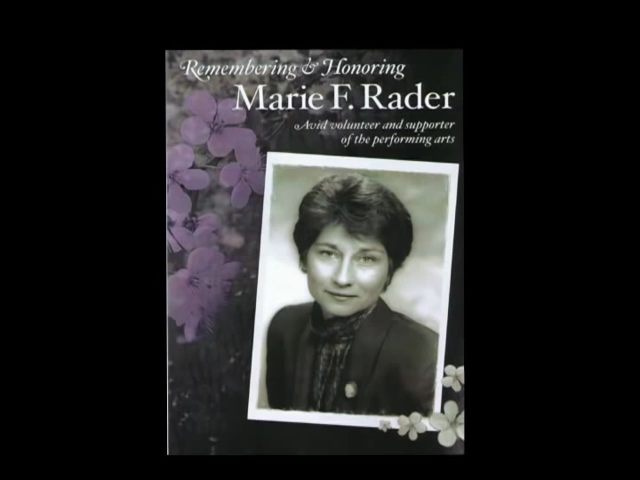 Remembering & Honoring
Marie F. Rader
Avid volunteer and supporter
of the performing arts